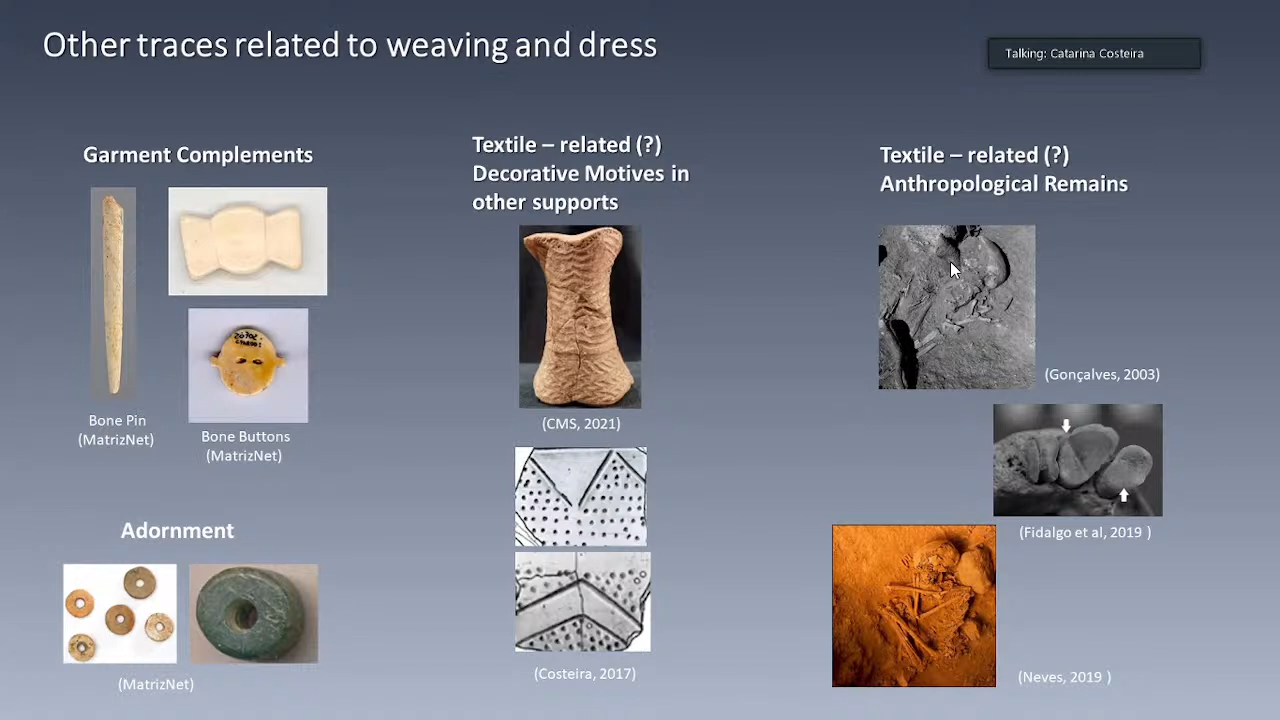 Other traces related to weaving and dress
Talking: Catarina Costeira
Garment Complements
Bone Pin
(MatrizNet)
Bone Buttons
(MatrizNet)
Adornment
(MatrizNet)
Textile – related (?)
Decorative Motives in
other supports
(CMS, 2021)
(Costeira, 2017)
Textile – related (?)
Anthropological Remains
(Gonçalves, 2003)
(Fidalgo et al, 2019 )
(Neves, 2019 )